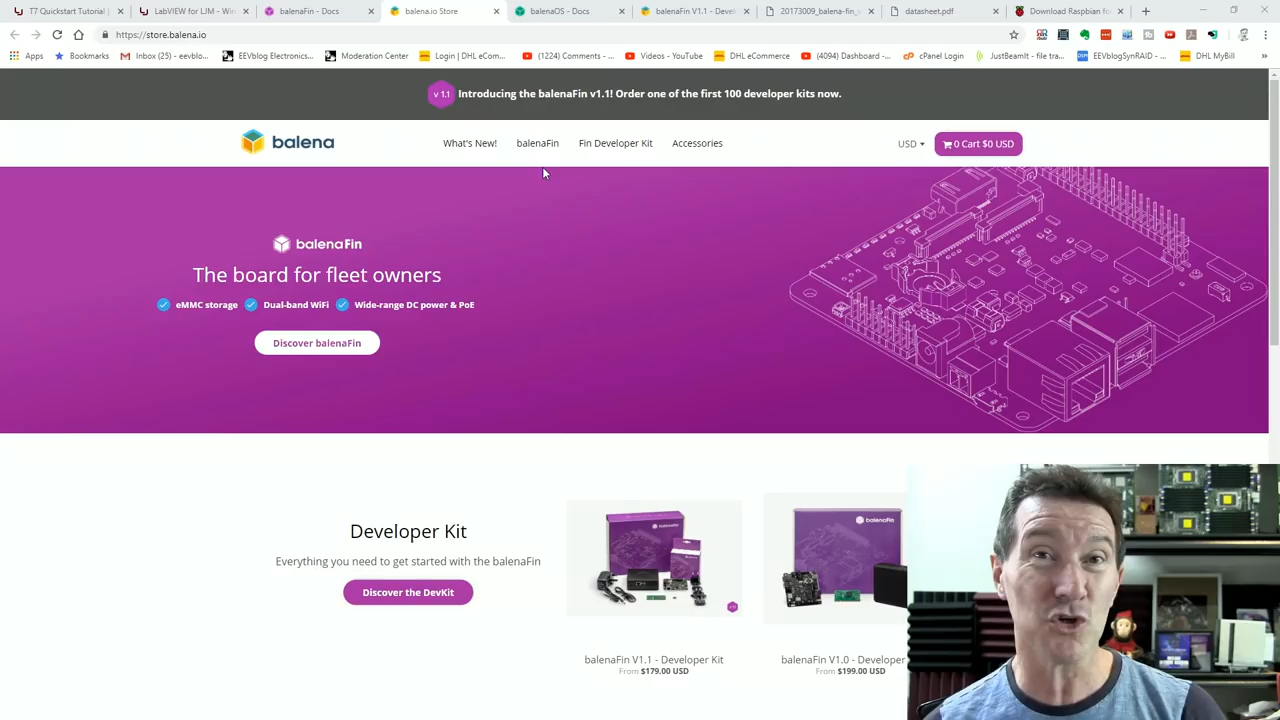 T7 Quickstart Tutorial |
LabVIEW for LJM - Win
balenaFin - Docs
balena.io Store
balenaOS - Docs
balenaFin V1.1 - Devel
20173009_balena-fin_v
datasheet.pdf
Download Raspbian for
https://store.balena.io
Apps
Bookmarks
Inbox (25) - eevblo...
EEVblog Electronics...
Moderation Center
Login | DHL eCom...
(1224) Comments - ...
Videos - YouTube
DHL eCommerce
(4094) Dashboard - ...
cPanel Login
JustBeamIt - file tra...
EEVblogSynRAID - ...
DHL MyBill
v 1.1 Introducing the balenaFin v1.1! Order one of the first 100 developer kits now.
balena
What's New!
balenaFin
Fin Developer Kit
Accessories
USD
0 Cart $0 USD
balenaFin
The board for fleet owners
eMMC storage
Dual-band WiFi
Wide-range DC power & PoE
Discover balenaFin
Developer Kit
Everything you need to get started with the balenaFin
Discover the DevKit
balenaFin
balenaFin V1.1 - Developer Kit
From $179.00 USD
balenaFin V1.0 - Developer
From $199.00 USD